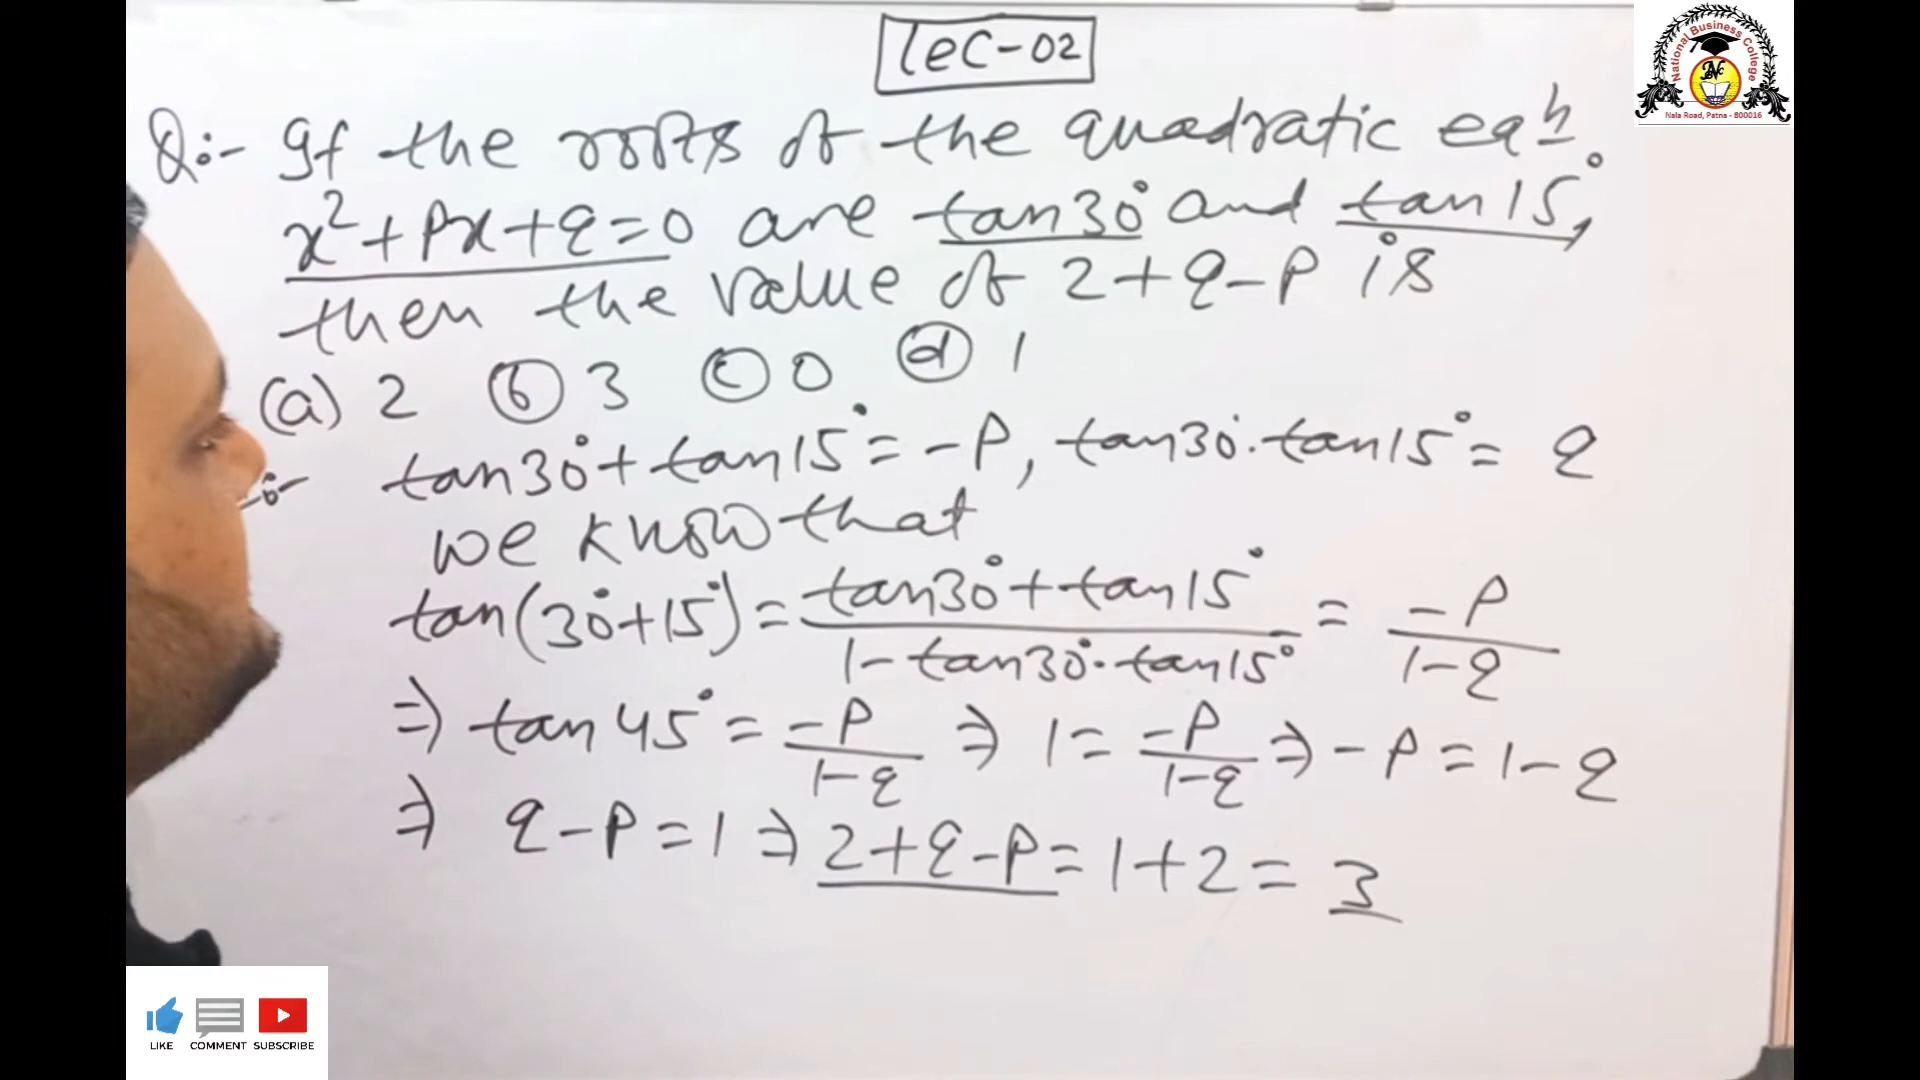 Lec-02
National Business College
Nala Road, Patna - 800016
Q:- If the roots of the quadratic eqn.
x²+Px+q=0 are tan30° and tan15°,
then the value of 2+q-P is
(a) 2 (b) 3 (c) 0 (d) 1
:- tan30°+tan15°=-P, tan30°.tan15°=q
we know that
tan(30°+15°)=tan30°+tan15°/1-tan30°.tan15° = -P/1-q
⇒ tan45°=-P/1-q ⇒ 1=-P/1-q ⇒ -P=1-q
⇒ q-P=1 ⇒ 2+q-P=1+2=3
LIKE COMMENT SUBSCRIBE